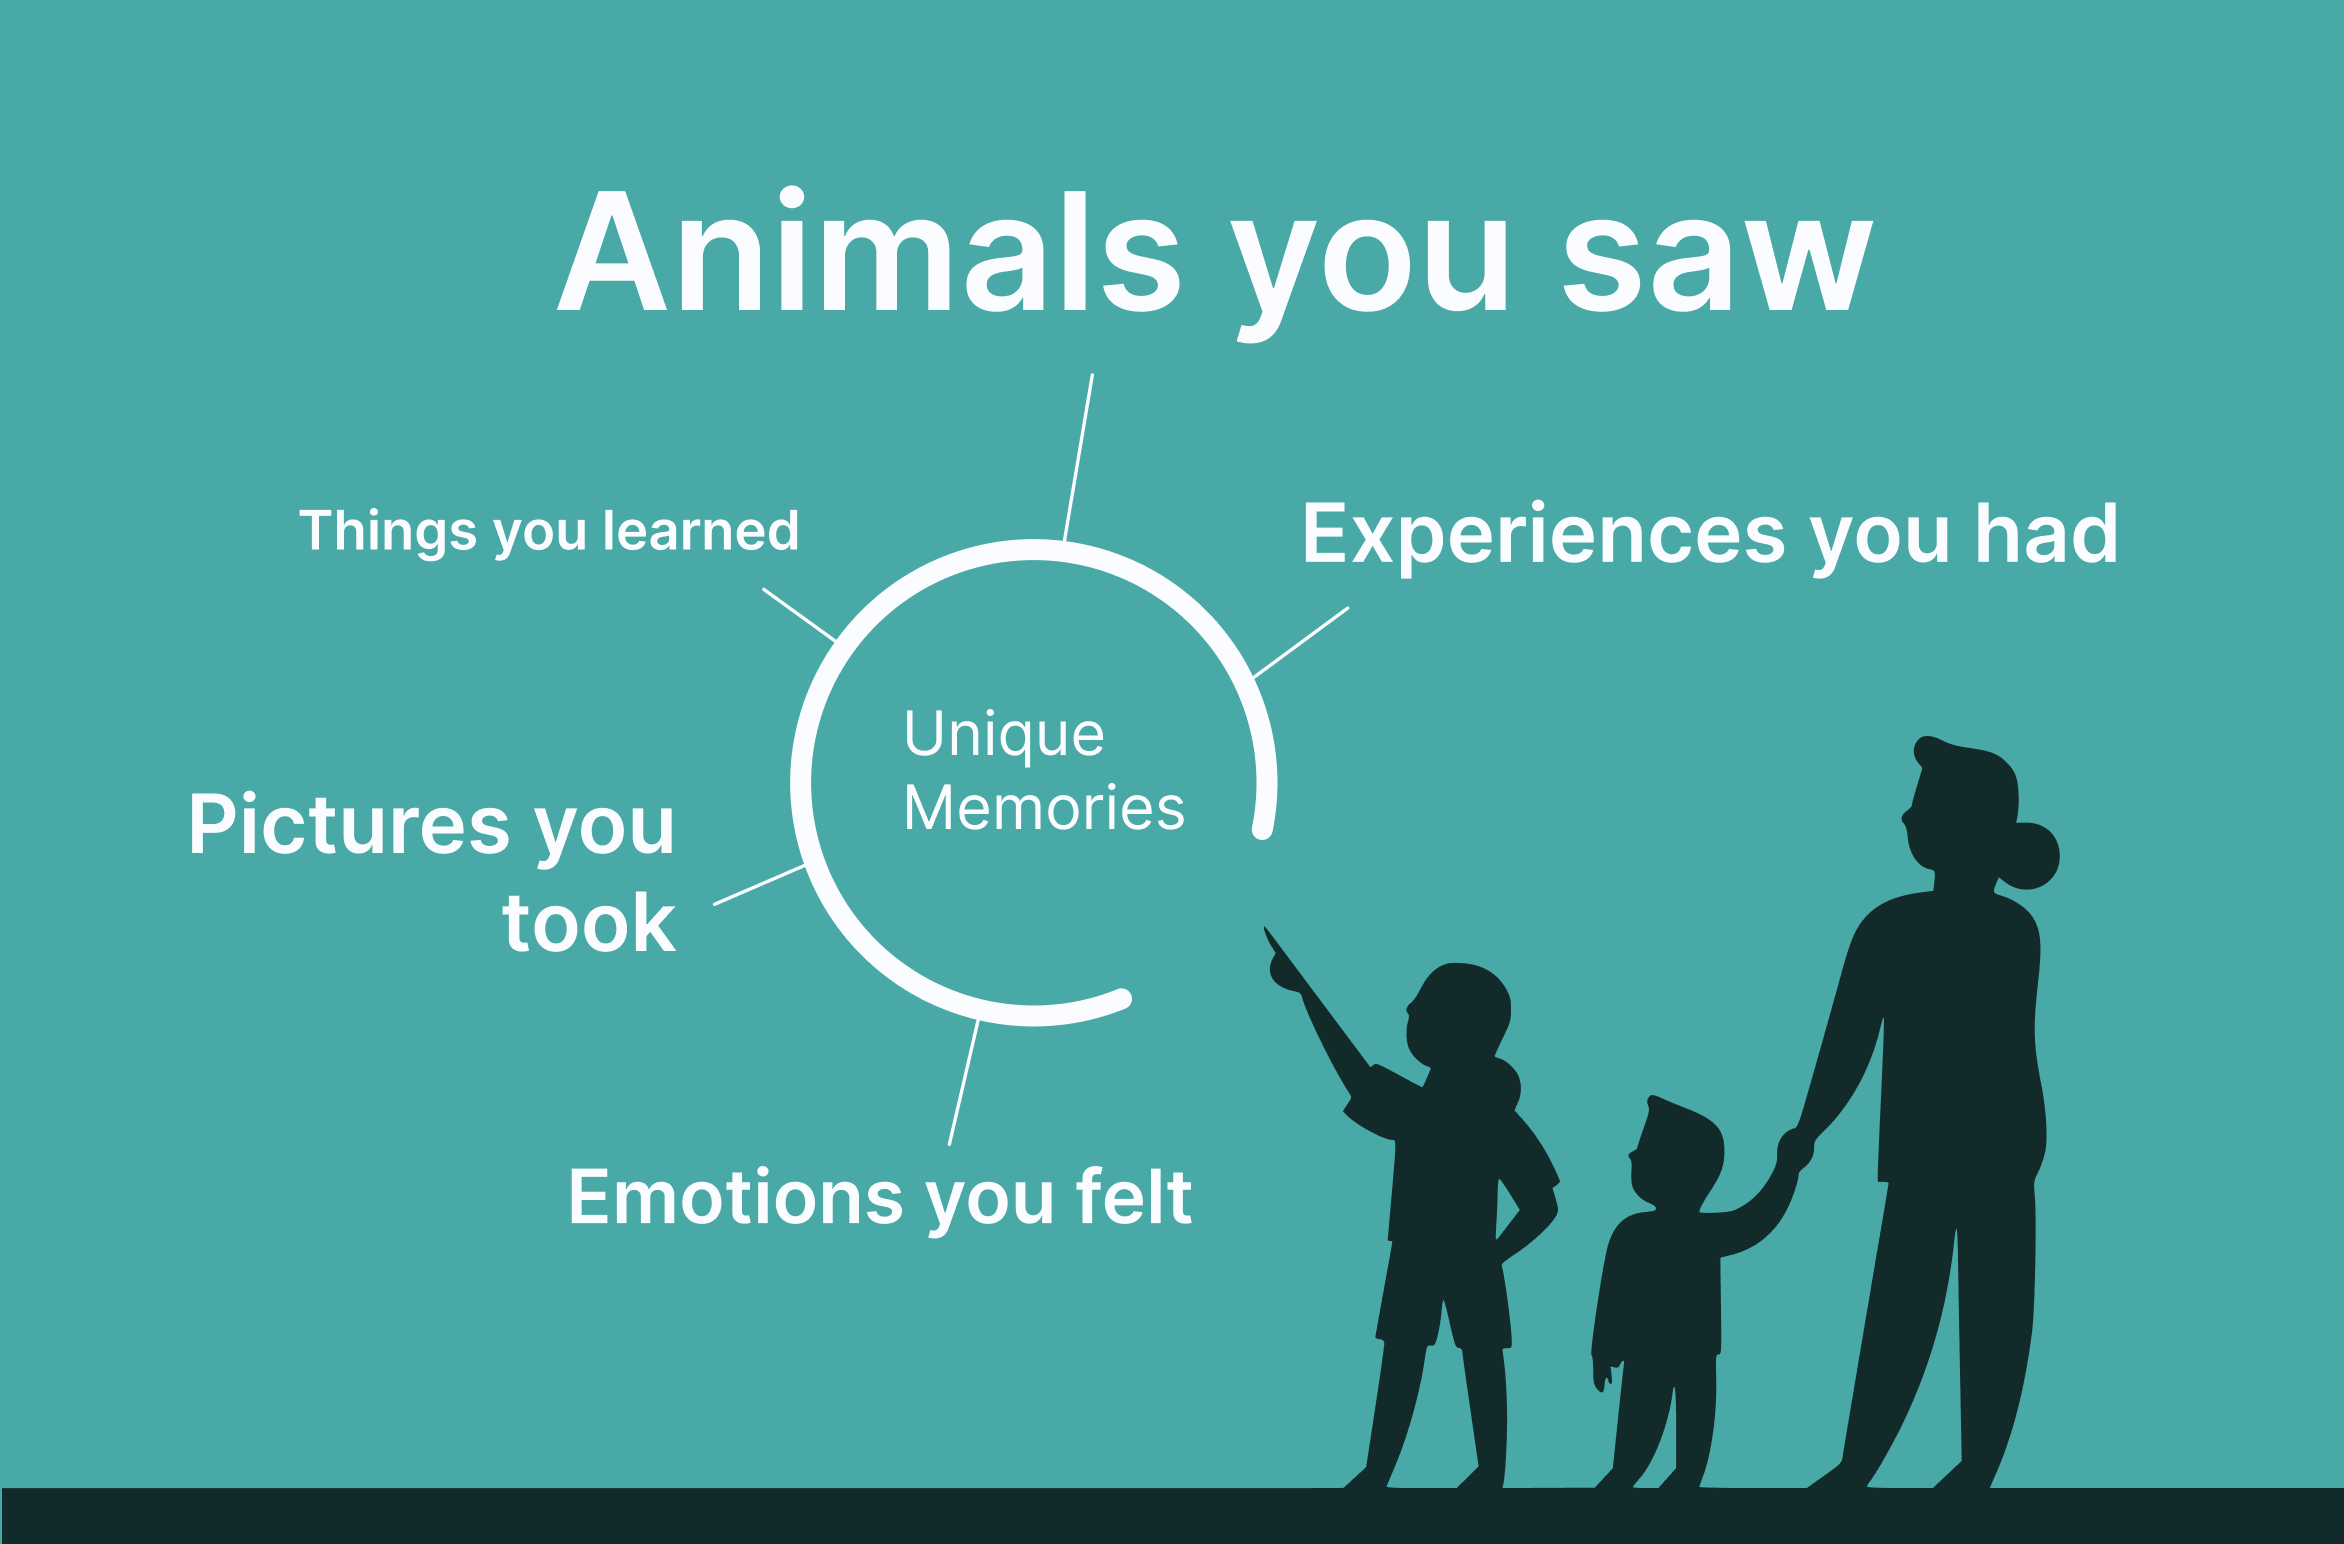 Animals you saw
Things you learned
Experiences you had
Unique
Memories
Pictures you
took
Emotions you felt